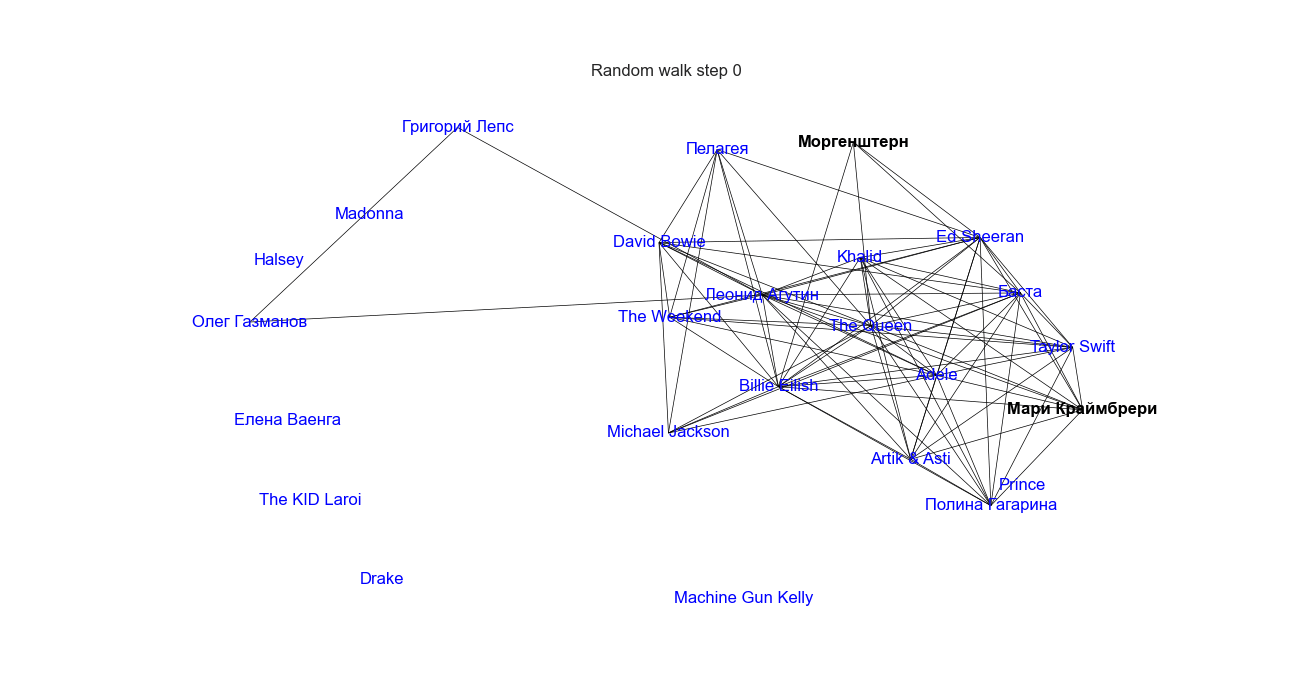 Random walk step 0
Григорий Лепс
Моргенштерн
Пелагея
Madonna
Ed Sheeran
David Bowie
Khalid
Halsey
Баста
Леонид Агутин
The Weekend
Олег Газманов
The Queen
Taylor Swift
Adele
Billie Eilish
Мари Краймбрери
Елена Ваенга
Michael Jackson
Artik & Asti
Prince
The KID Laroi
Полина Гагарина
Drake
Machine Gun Kelly